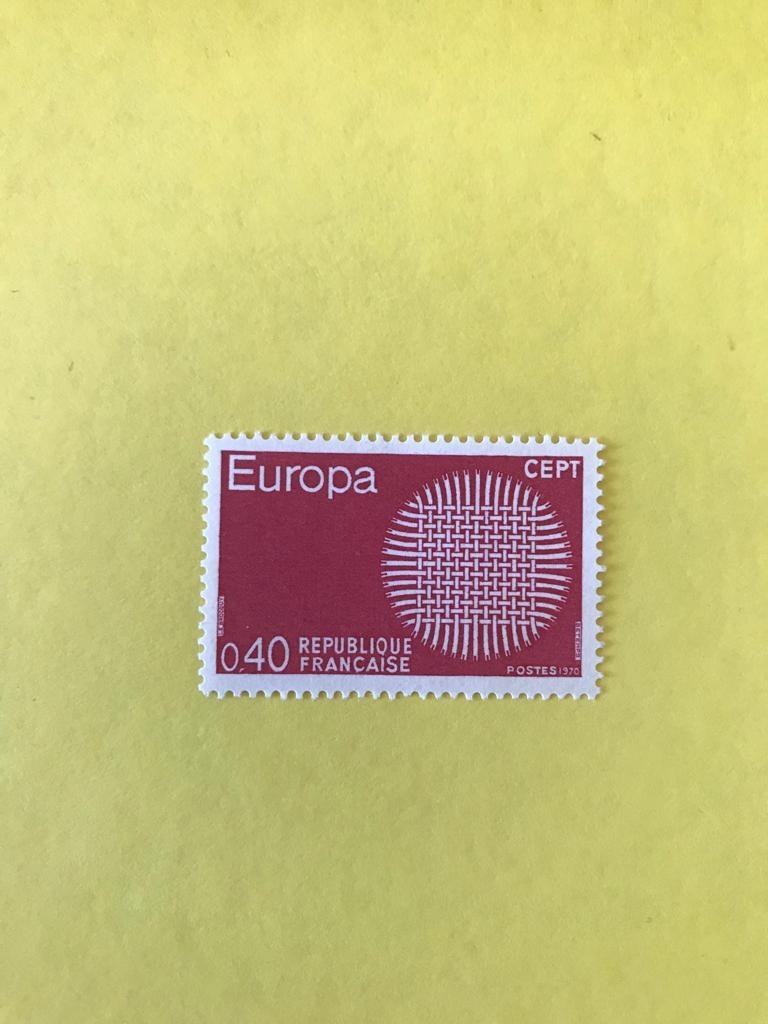 Europa
CEPT
0,40
REPUBLIQUE
FRANCAISE
POSTES 1970